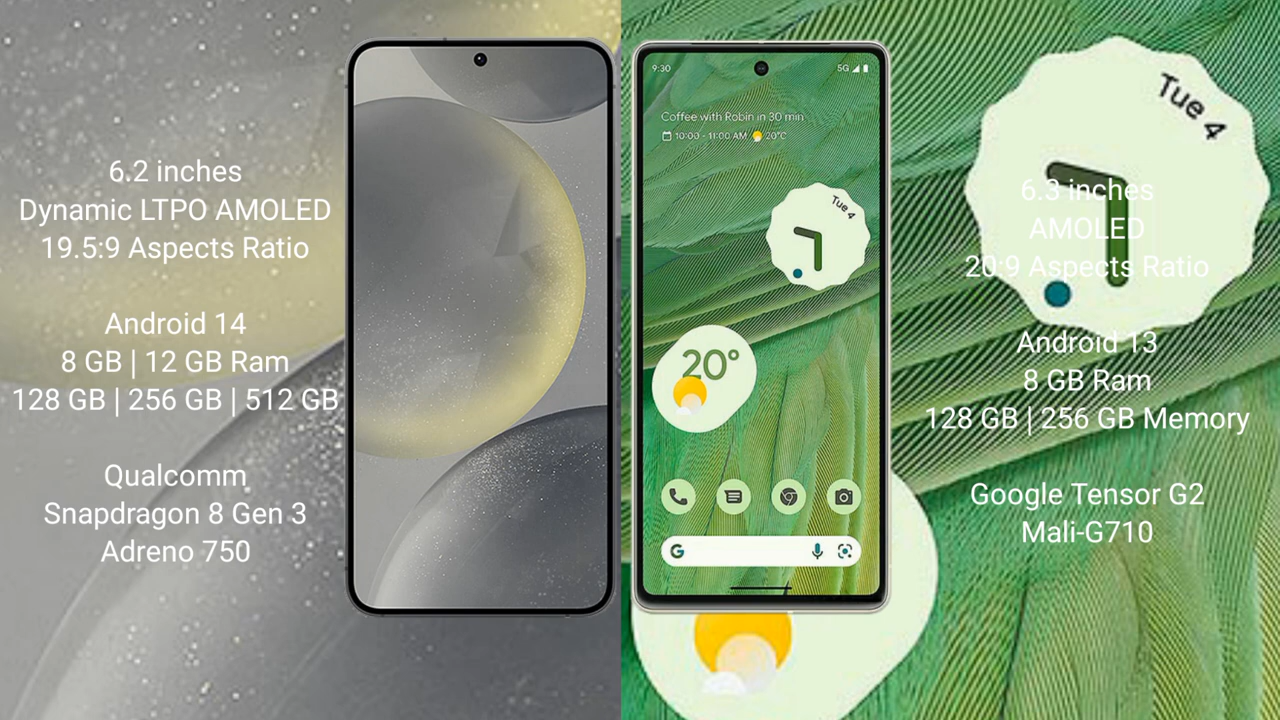 6.2 inches
Dynamic LTPO AMOLED
19.5:9 Aspects Ratio
Android 14
8 GB | 12 GB Ram
128 GB | 256 GB | 512 GB
Qualcomm
Snapdragon 8 Gen 3
Adreno 750
9:30
5G
Coffee with Robin in 30 min
10:00 - 11:00 AM 20°C
Tue 4
20°
G
Tue 4
6.3 inches
AMOLED
20:9 Aspects Ratio
Android 13
8 GB Ram
128 GB | 256 GB Memory
Google Tensor G2
Mali-G710